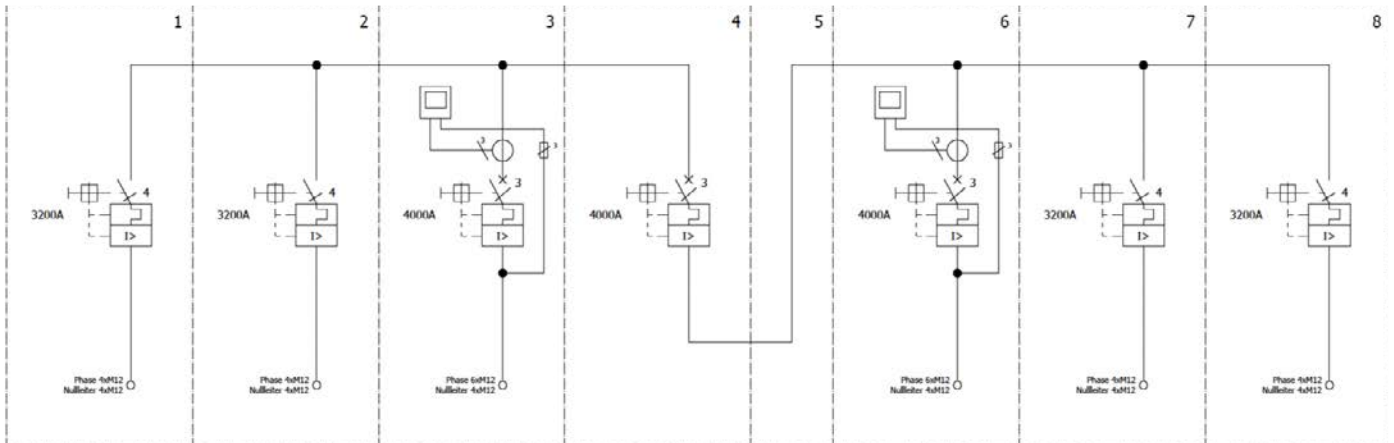 1
2
3
4
5
6
7
8
3
3
3
3
4
4
3
3
3
4
4
3200A
3200A
4000A
4000A
4000A
3200A
3200A
I>
I>
I>
I>
I>
I>
I>
Phase 4xM12
Nullleiter 4xM12
Phase 4xM12
Nullleiter 4xM12
Phase 6xM12
Nullleiter 4xM12
Phase 6xM12
Nullleiter 4xM12
Phase 4xM12
Nullleiter 4xM12
Phase 4xM12
Nullleiter 4xM12